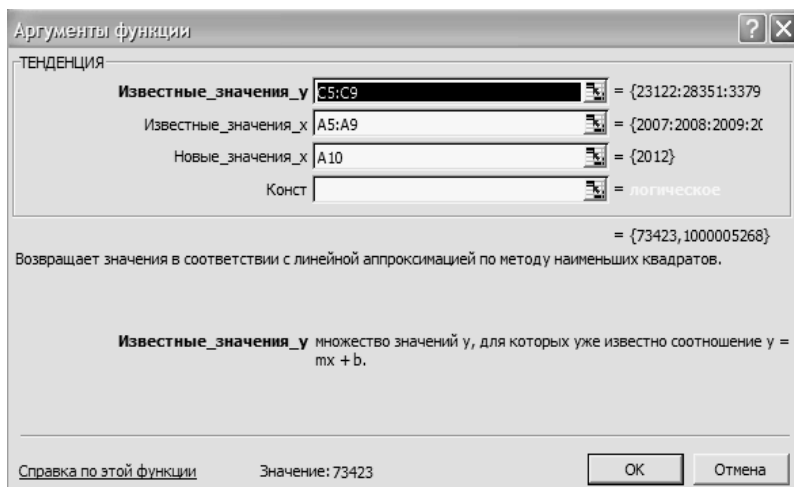 Аргументы функции
ТЕНДЕНЦИЯ
Известные_значения_y C5:C9 = {23122:28351:3379
Известные_значения_x A5:A9 = {2007:2008:2009:20
Новые_значения_x A10 = {2012}
Конст = логическое
= {73423,1000005268}
Возвращает значения в соответствии с линейной аппроксимацией по методу наименьших квадратов.
Известные_значения_y множество значений y, для которых уже известно соотношение y =
mx + b.
Справка по этой функции Значение: 73423 OK Отмена